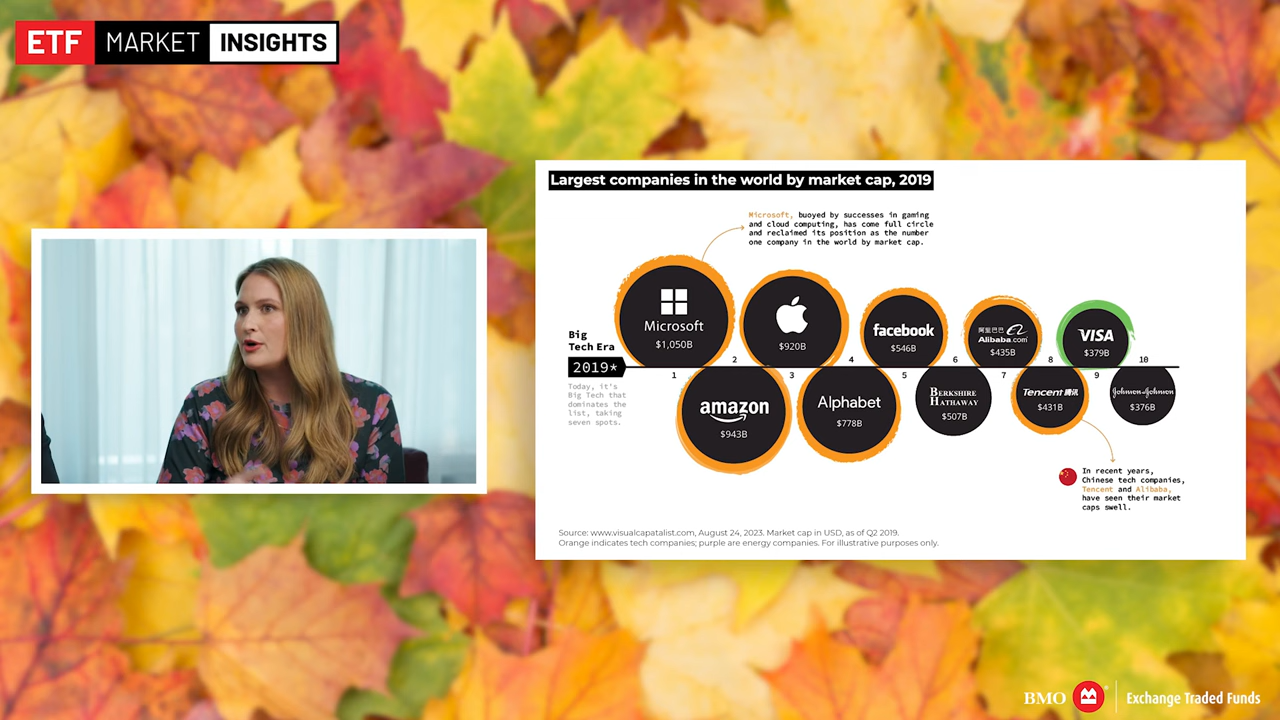 ETF MARKET INSIGHTS
Largest companies in the world by market cap, 2019
Microsoft, buoyed by successes in gaming
and cloud computing, has come full circle
and reclaimed its position as the number
one company in the world by market cap.
Big
Tech Era
2019*
Today, it's
Big Tech that
dominates the
list, taking
seven spots.
Microsoft
$1,050B
1
2
amazon
$943B
$920B
3
4
Alphabet
$778B
facebook
$546B
5
6
BERKSHIRE
HATHAWAY
$507B
阿里巴巴
Alibaba.com
$435B
7
8
Tencent 腾讯
$431B
VISA
$379B
9
10
Johnson&Johnson
$376B
In recent years,
Chinese tech companies,
Tencent and Alibaba,
have seen their market
caps swell.
Source: www.visualcapatalist.com, August 24, 2023. Market cap in USD, as of Q2 2019.
Orange indicates tech companies; purple are energy companies. For illustrative purposes only.
BMO Exchange Traded Funds